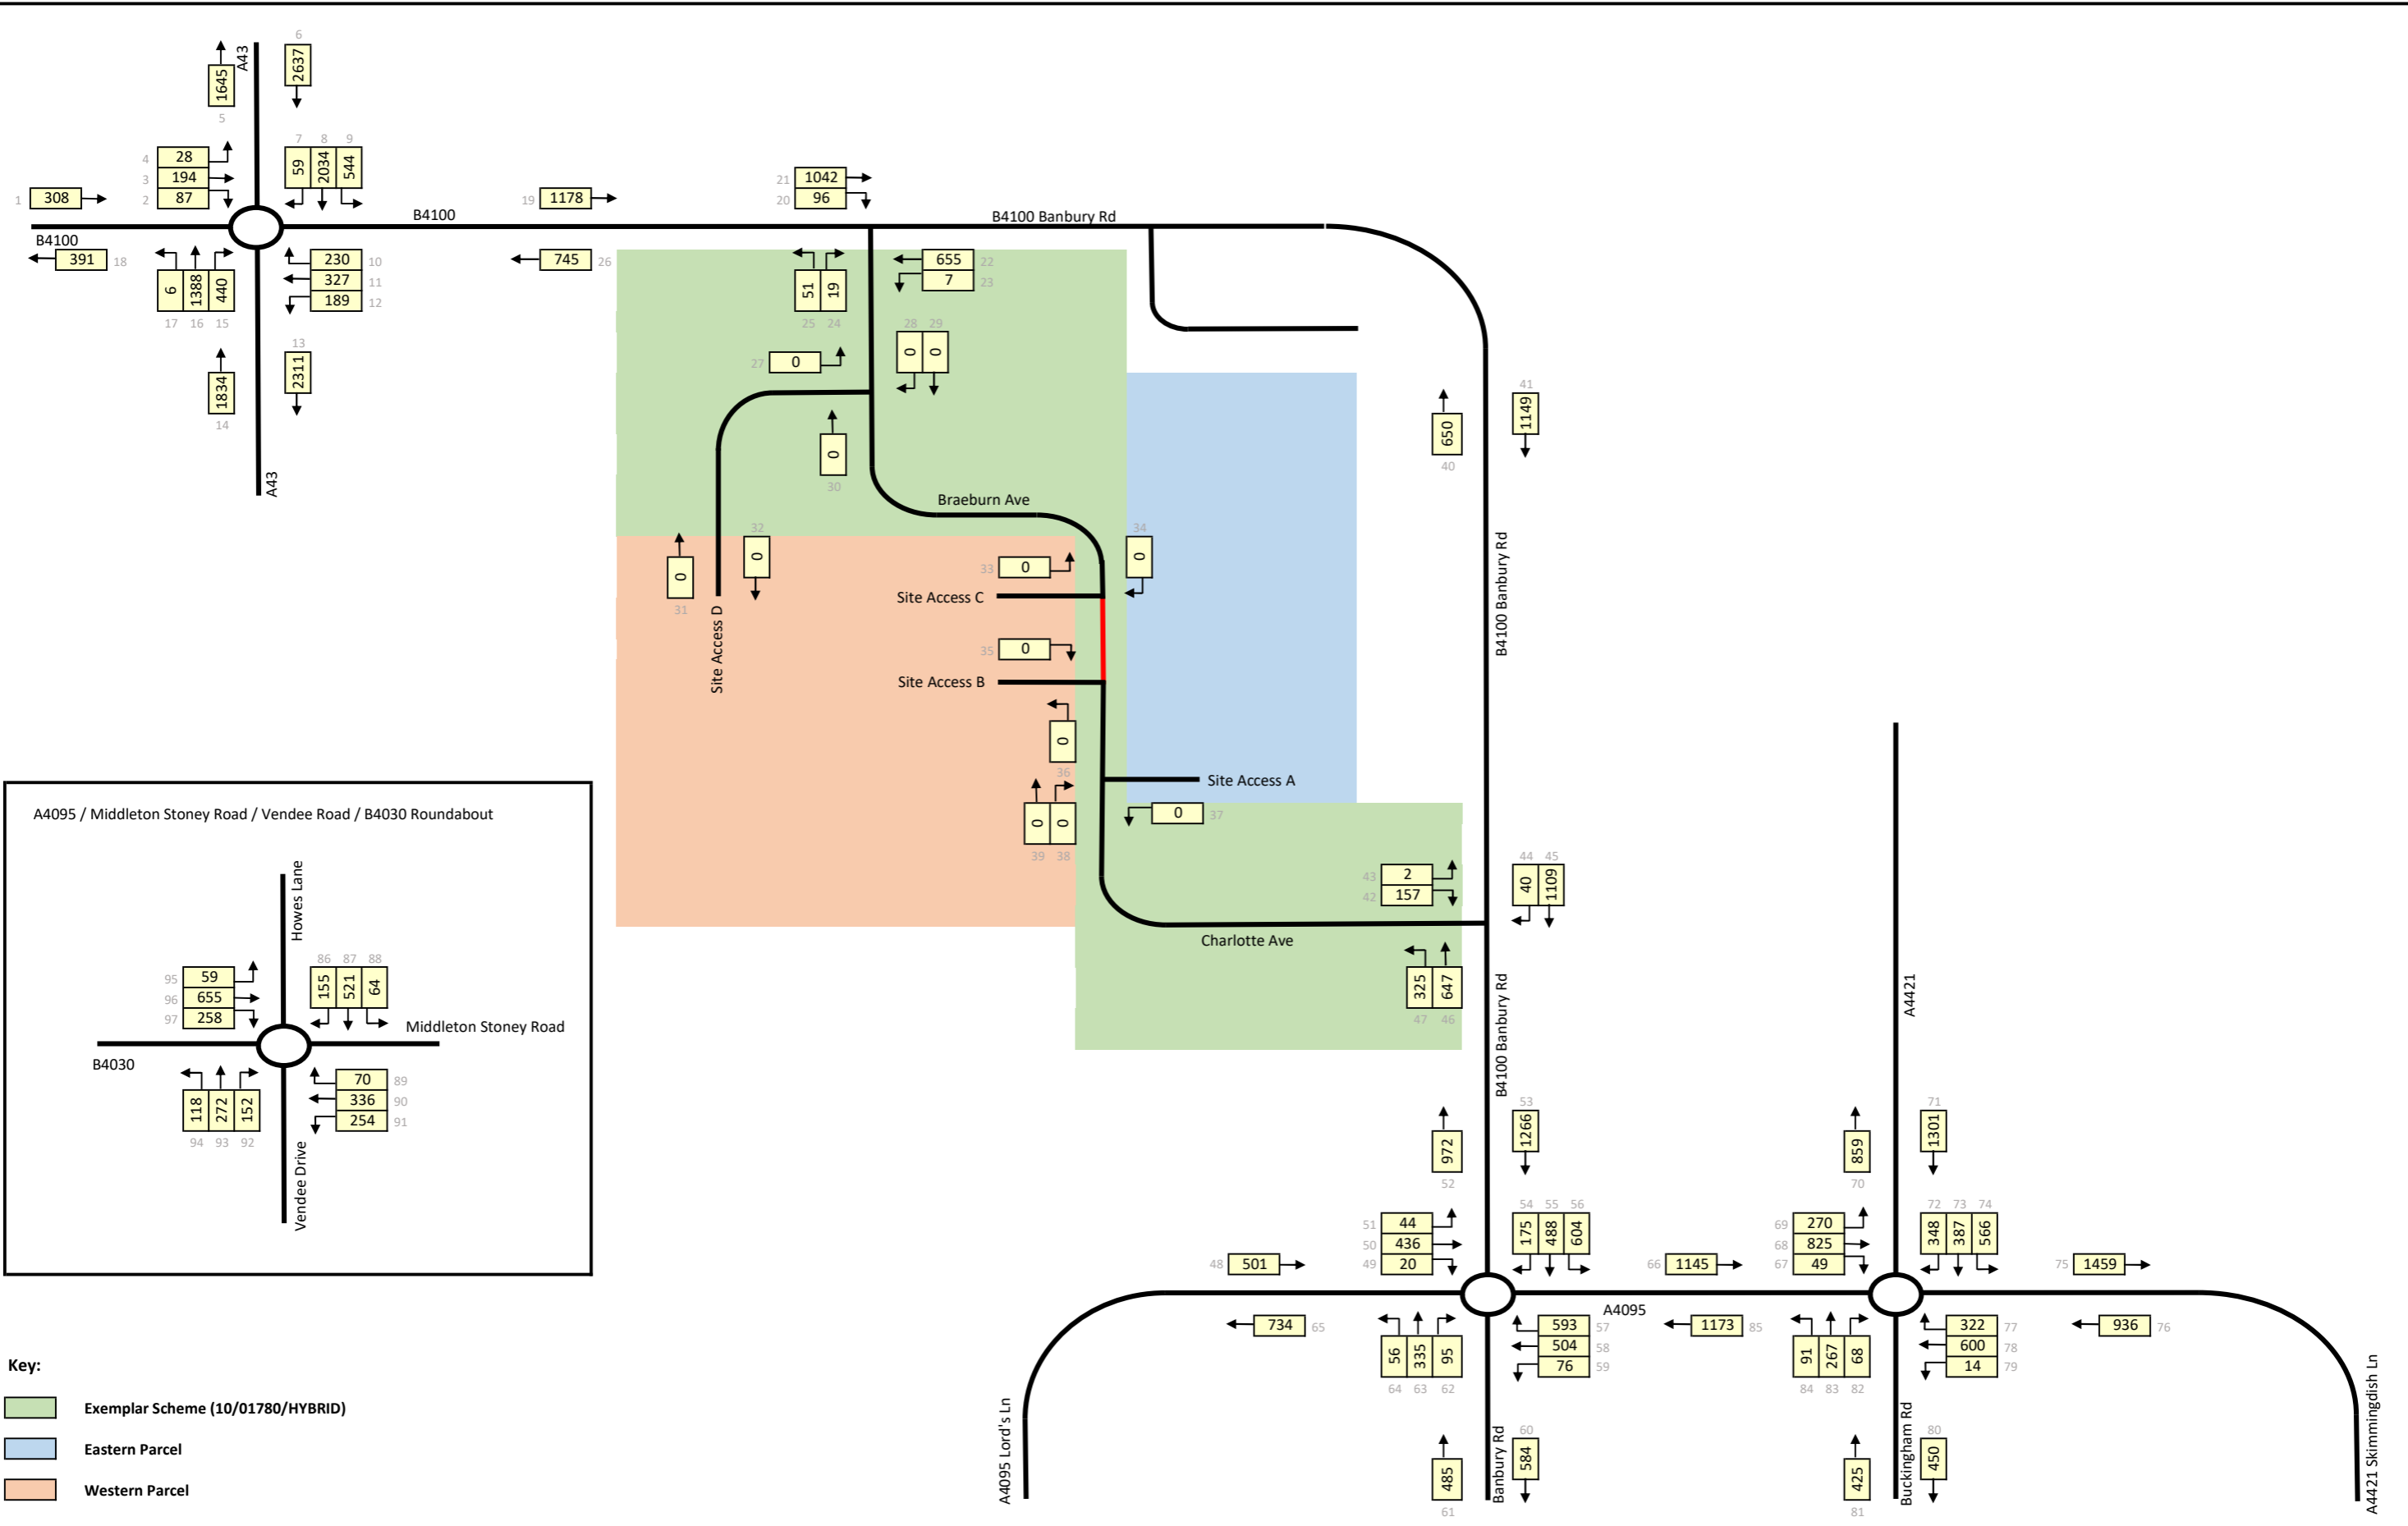 6
A43
2637
1645
5
7 8 9
4 28
3 194
2 87
59 2034 544
1 308
B4100
B4100
391 18
6 1388 440
17 16 15
230 10
327 11
189 12
13
2311
1834
14
A43
19 1178
745 26
21 1042
20 96
B4100 Banbury Rd
51 19
25 24
655 22
7 23
28 29
0 0
27 0
0
30
Braeburn Ave
650
40
41
1149
B4100 Banbury Rd
32
0
0
31
Site Access D
33 0
34
0
Site Access C
35 0
Site Access B
0
36
Site Access A
0 37
0 0
39 38
43 2
42 157
44 45
40 1109
Charlotte Ave
325 647
47 46
B4100 Banbury Rd
A4421
A4095 / Middleton Stoney Road / Vendee Road / B4030 Roundabout
Howes Lane
95 59
96 655
97 258
86 87 88
155 521 64
Middleton Stoney Road
B4030
118 272 152
94 93 92
70 89
336 90
254 91
Vendee Drive
972
52
53
1266
859
70
71
1301
51 44
50 436
49 20
54 55 56
175 488 604
48 501
734 65
56 335 95
64 63 62
A4095
593 57
504 58
76 59
66 1145
1173 85
69 270
68 825
67 49
72 73 74
348 387 566
75 1459
91 267 68
84 83 82
322 77
600 78
14 79
936 76
A4095 Lord's Ln
485
61
Banbury Rd
60
584
425
81
Buckingham Rd
80
450
A4421 Skimmingdish Ln
Key:
Exemplar Scheme (10/01780/HYBRID)
Eastern Parcel
Western Parcel